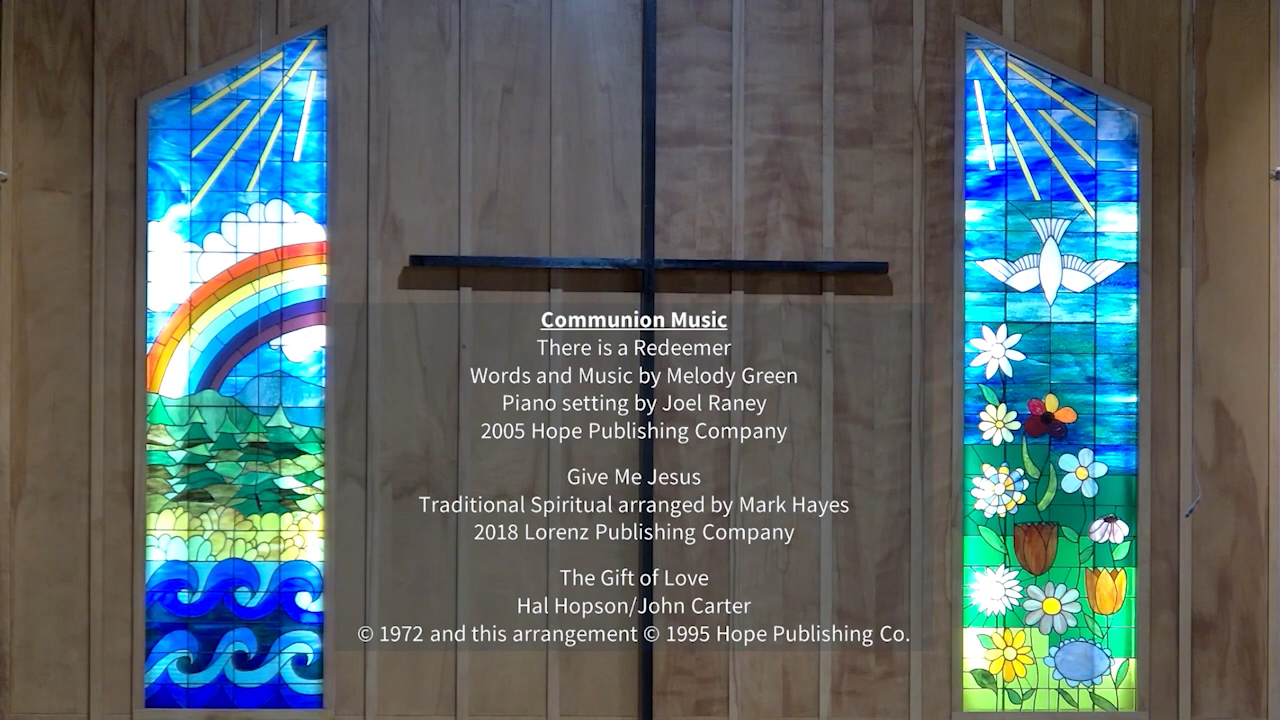 Communion Music
There is a Redeemer
Words and Music by Melody Green
Piano setting by Joel Raney
2005 Hope Publishing Company
Give Me Jesus
Traditional Spiritual arranged by Mark Hayes
2018 Lorenz Publishing Company
The Gift of Love
Hal Hopson/John Carter
© 1972 and this arrangement © 1995 Hope Publishing Co.